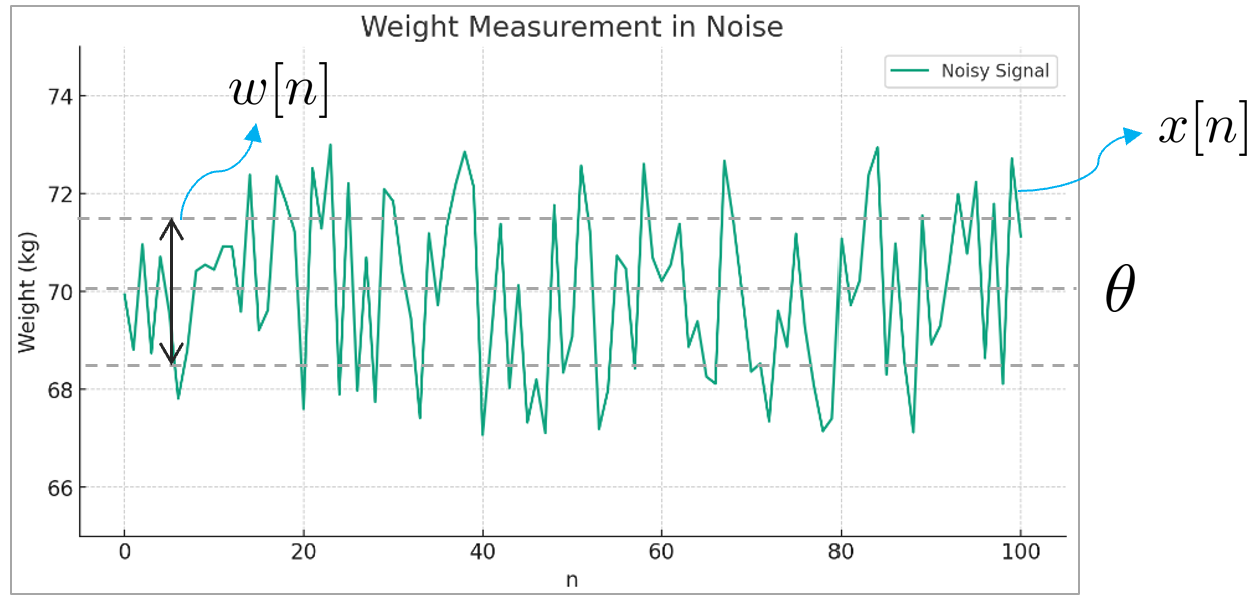 Weight Measurement in Noise
Noisy Signal
w[n]
x[n]
θ
Weight (kg)
74
72
70
68
66
0 20 40 60 80 100
n